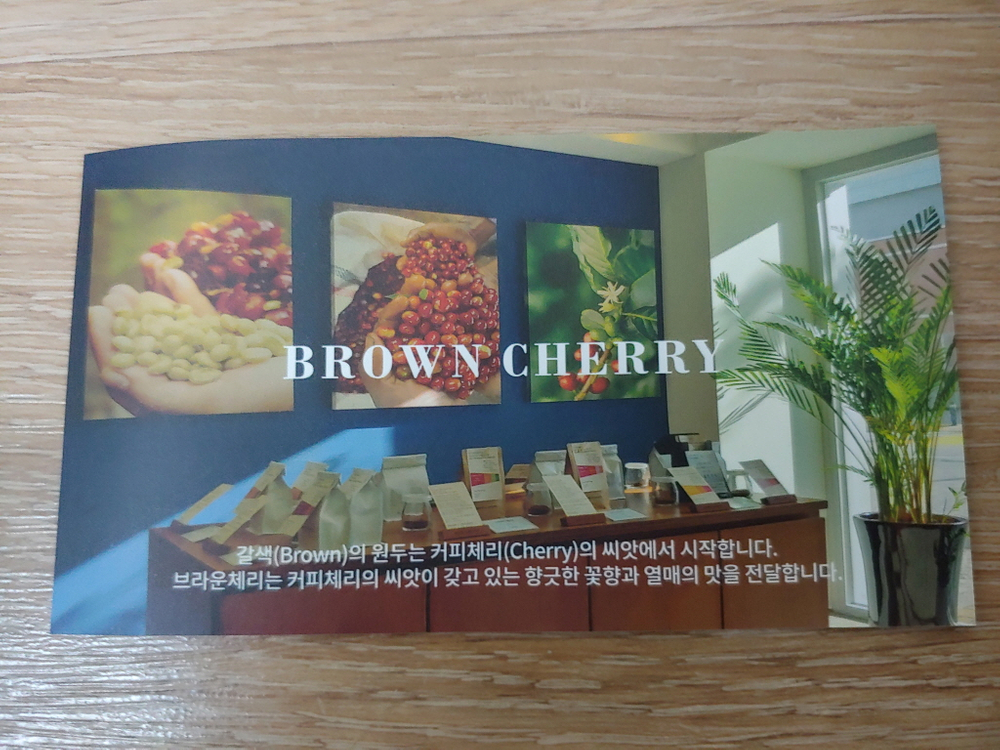 BROWN CHERRY
갈색(Brown)의 원두는 커피체리(Cherry)의 씨앗에서 시작합니다.
브라운체리는 커피체리의 씨앗이 갖고 있는 향긋한 꽃향과 열매의 맛을 전달합니다.